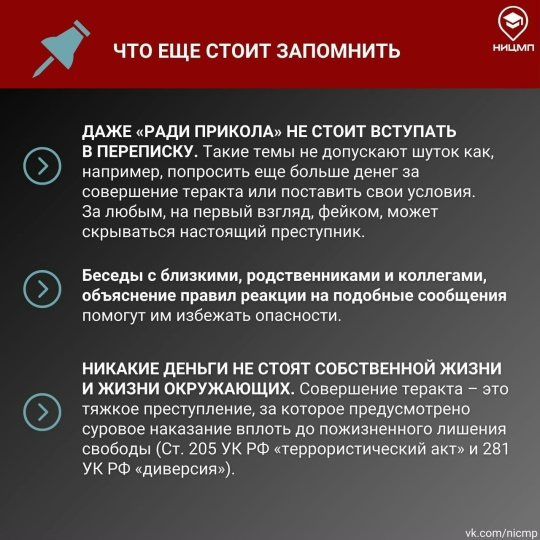 ЧТО ЕЩЕ СТОИТ ЗАПОМНИТЬ
НИЦМП
ДАЖЕ «РАДИ ПРИКОЛА» НЕ СТОИТ ВСТУПАТЬ
В ПЕРЕПИСКУ. Такие темы не допускают шуток как,
например, попросить еще больше денег за
совершение теракта или поставить свои условия.
За любым, на первый взгляд, фейком, может
скрываться настоящий преступник.
Беседы с близкими, родственниками и коллегами,
объяснение правил реакции на подобные сообщения
помогут им избежать опасности.
НИКАКИЕ ДЕНЬГИ НЕ СТОЯТ СОБСТВЕННОЙ ЖИЗНИ
И ЖИЗНИ ОКРУЖАЮЩИХ. Совершение теракта – это
тяжкое преступление, за которое предусмотрено
суровое наказание вплоть до пожизненного лишения
свободы (Ст. 205 УК РФ «террористический акт» и 281
УК РФ «диверсия»).
vk.com/nicmp